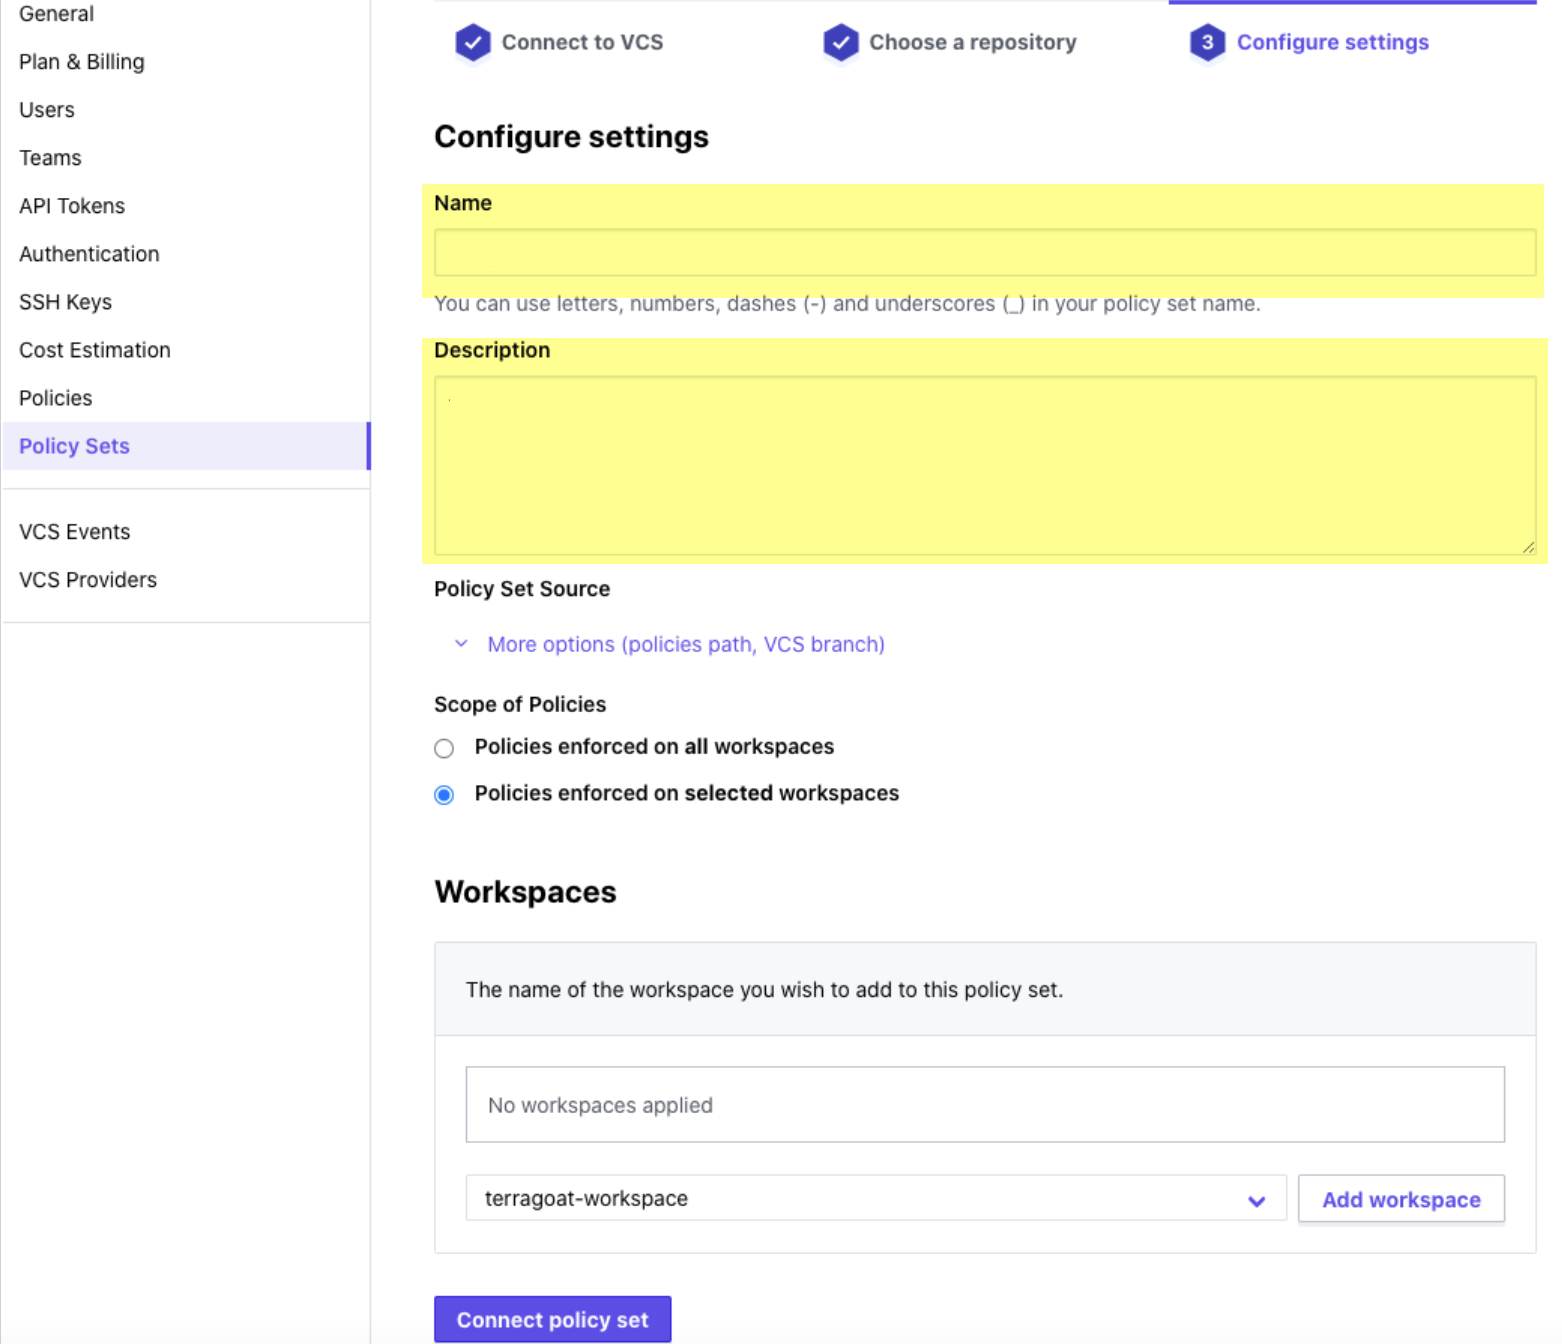 General
Plan & Billing
Users
Teams
API Tokens
Authentication
SSH Keys
Cost Estimation
Policies
Policy Sets
VCS Events
VCS Providers
Connect to VCS
Choose a repository
3 Configure settings
Configure settings
Name
You can use letters, numbers, dashes (-) and underscores (_) in your policy set name.
Description
Policy Set Source
More options (policies path, VCS branch)
Scope of Policies
Policies enforced on all workspaces
Policies enforced on selected workspaces
Workspaces
The name of the workspace you wish to add to this policy set.
No workspaces applied
terragoat-workspace
Add workspace
Connect policy set